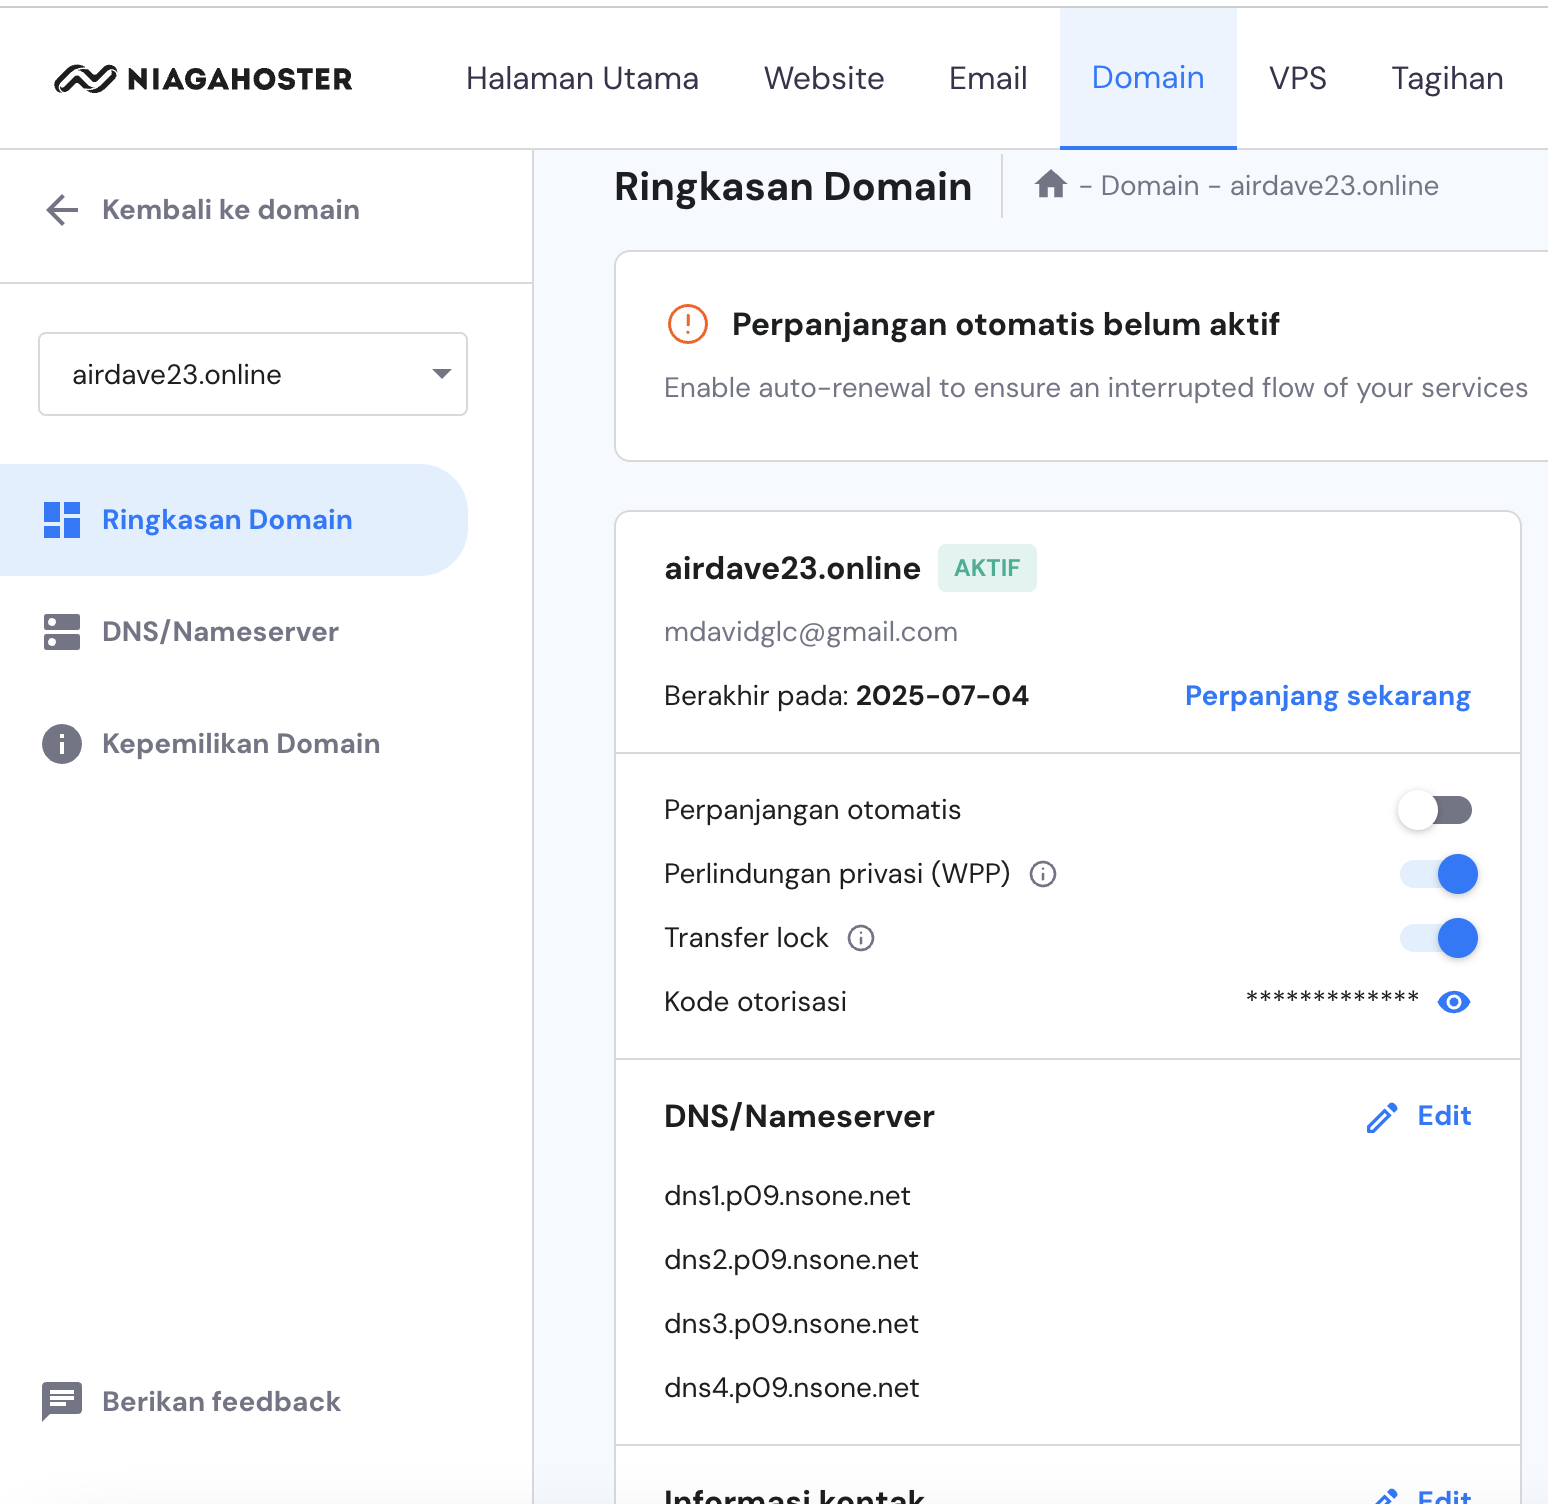 NIAGAHOSTER
Halaman Utama Website Email Domain VPS Tagihan
Kembali ke domain
airdave23.online
Ringkasan Domain
DNS/Nameserver
Kepemilikan Domain
Berikan feedback
Ringkasan Domain
- Domain - airdave23.online
Perpanjangan otomatis belum aktif
Enable auto-renewal to ensure an interrupted flow of your services
airdave23.online AKTIF
mdavidglc@gmail.com
Berakhir pada: 2025-07-04 Perpanjang sekarang
Perpanjangan otomatis
Perlindungan privasi (WPP)
Transfer lock
Kode otorisasi *************
DNS/Nameserver Edit
dns1.p09.nsone.net
dns2.p09.nsone.net
dns3.p09.nsone.net
dns4.p09.nsone.net
Informasi kontak Edit